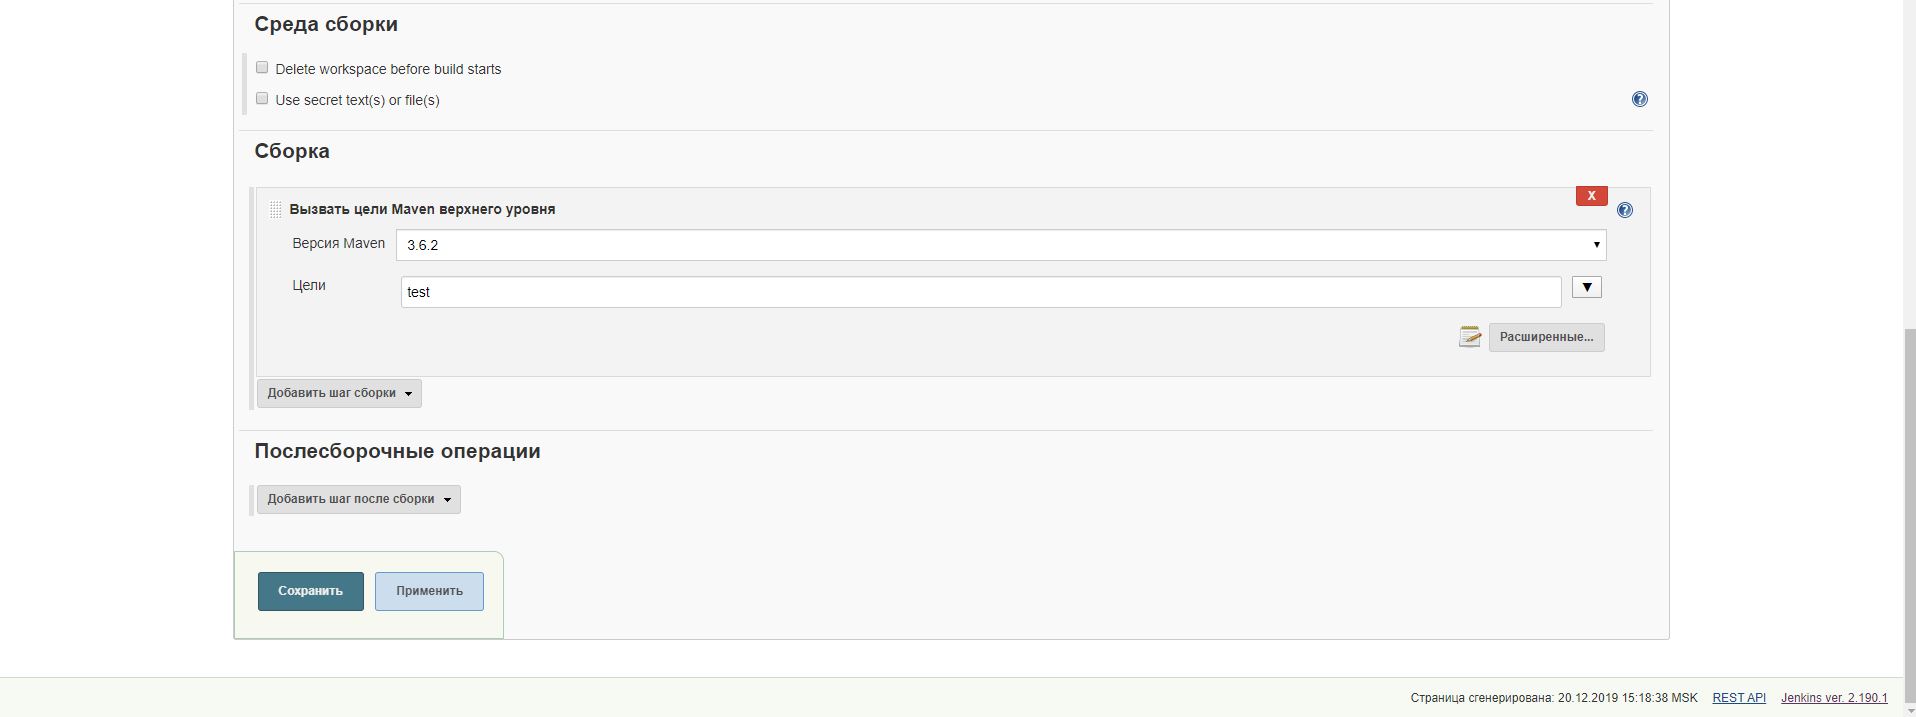 Среда сборки
Delete workspace before build starts
Use secret text(s) or file(s)
Сборка
X
Вызвать цели Maven верхнего уровня
Версия Maven 3.6.2
Цели test
Расширенные...
Добавить шаг сборки
Послесборочные операции
Добавить шаг после сборки
Сохранить Применить
Страница сгенерирована: 20.12.2019 15:18:38 MSK REST API Jenkins ver. 2.190.1